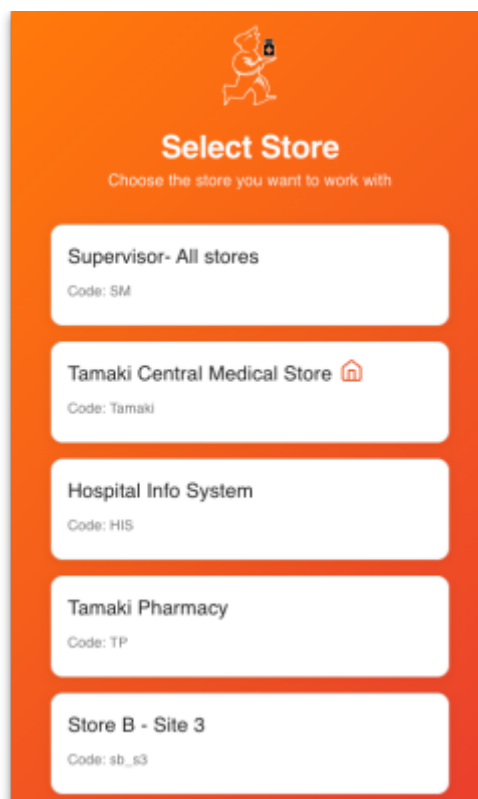 Select Store
Choose the store you want to work with
Supervisor- All stores
Code: SM
Tamaki Central Medical Store
Code: Tamaki
Hospital Info System
Code: HIS
Tamaki Pharmacy
Code: TP
Store B - Site 3
Code: sb_s3